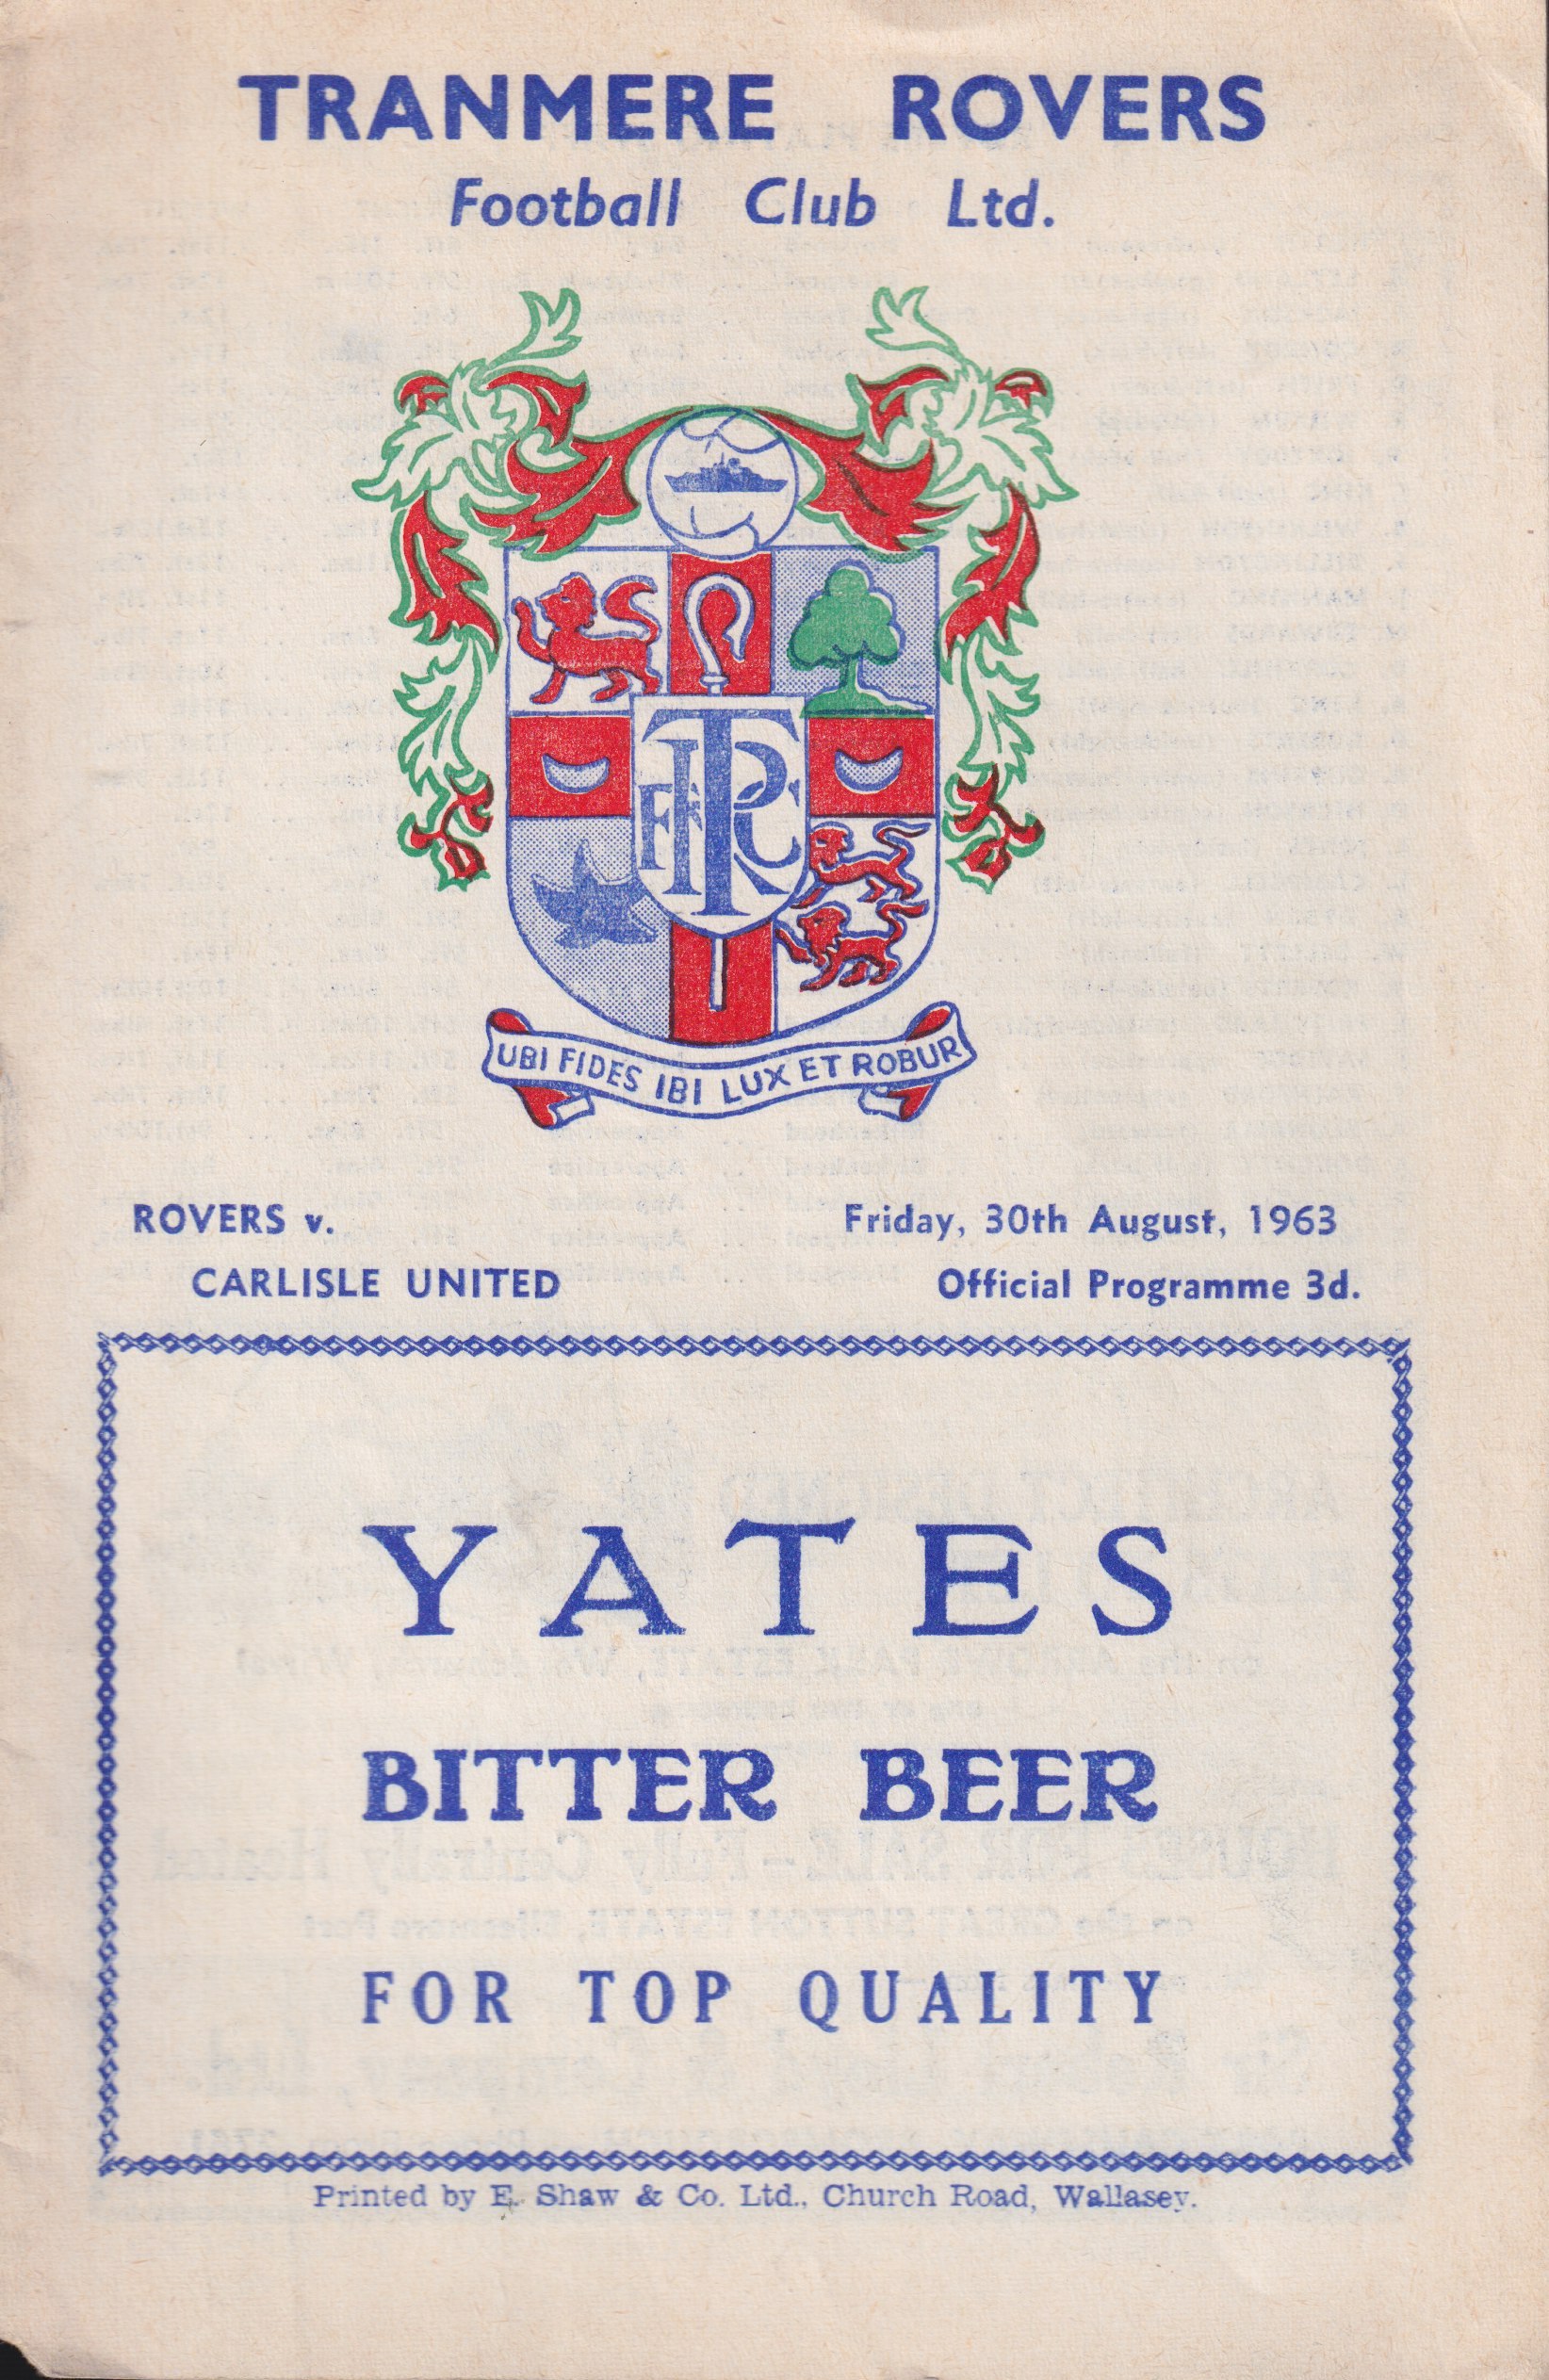 TRANMERE ROVERS
Football Club Ltd.
TRFC
UBI FIDES IBI LUX ET ROBUR
ROVERS v.
CARLISLE UNITED
Friday, 30th August, 1963
Official Programme 3d.
YATES
BITTER BEER
FOR TOP QUALITY
Printed by E. Shaw & Co. Ltd., Church Road, Wallasey.